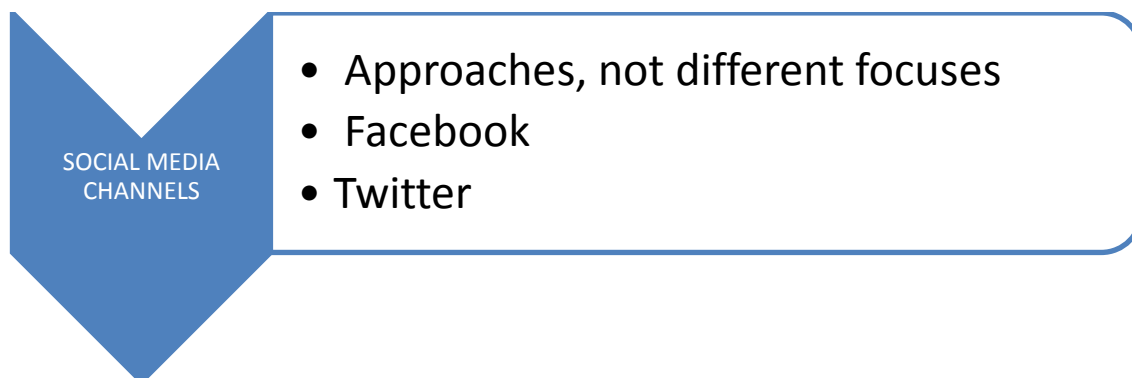 SOCIAL MEDIA
CHANNELS
• Approaches, not different focuses
• Facebook
• Twitter